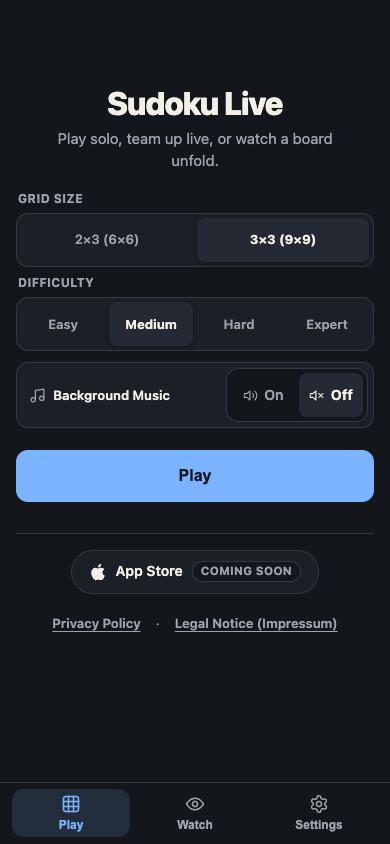 Sudoku Live
Play solo, team up live, or watch a board
unfold.
GRID SIZE
2×3 (6×6)
3×3 (9×9)
DIFFICULTY
Easy
Medium
Hard
Expert
Background Music
On
Off
Play
App Store
COMING SOON
Privacy Policy
·
Legal Notice (Impressum)
Play
Watch
Settings